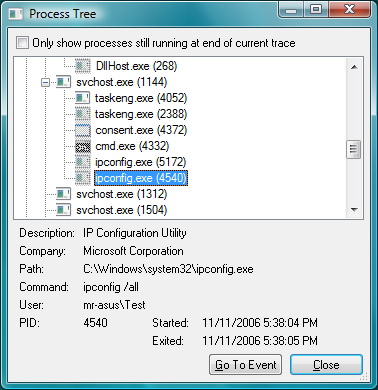 Process Tree
Only show processes still running at end of current trace
DllHost.exe (268)
svchost.exe (1144)
taskeng.exe (4052)
taskeng.exe (2388)
consent.exe (4372)
cmd.exe (4332)
ipconfig.exe (5172)
ipconfig.exe (4540)
svchost.exe (1312)
svchost.exe (1504)
Description: IP Configuration Utility
Company: Microsoft Corporation
Path: C:\Windows\system32\ipconfig.exe
Command: ipconfig /all
User: mr-asus\Test
PID: 4540 Started: 11/11/2006 5:38:04 PM
Exited: 11/11/2006 5:38:05 PM
Go To Event Close